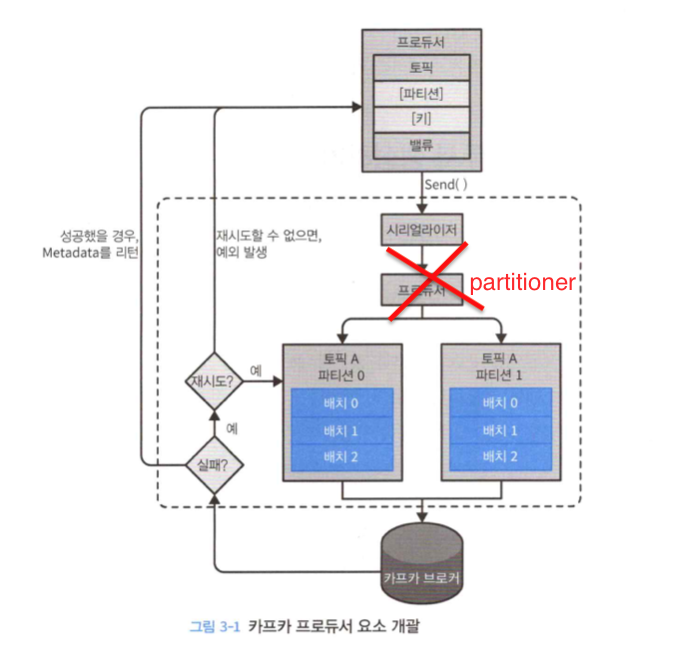 프로듀서
토픽
[파티션]
[키]
밸류
Send( )
시리얼라이저
성공했을 경우,
Metadata를 리턴
재시도할 수 없으면,
예외 발생
프로듀서
partitioner
토픽 A
파티션 0
배치 0
배치 1
배치 2
토픽 A
파티션 1
배치 0
배치 1
배치 2
재시도?
예
예
실패?
카프카 브로커
그림 3-1 카프카 프로듀서 요소 개괄